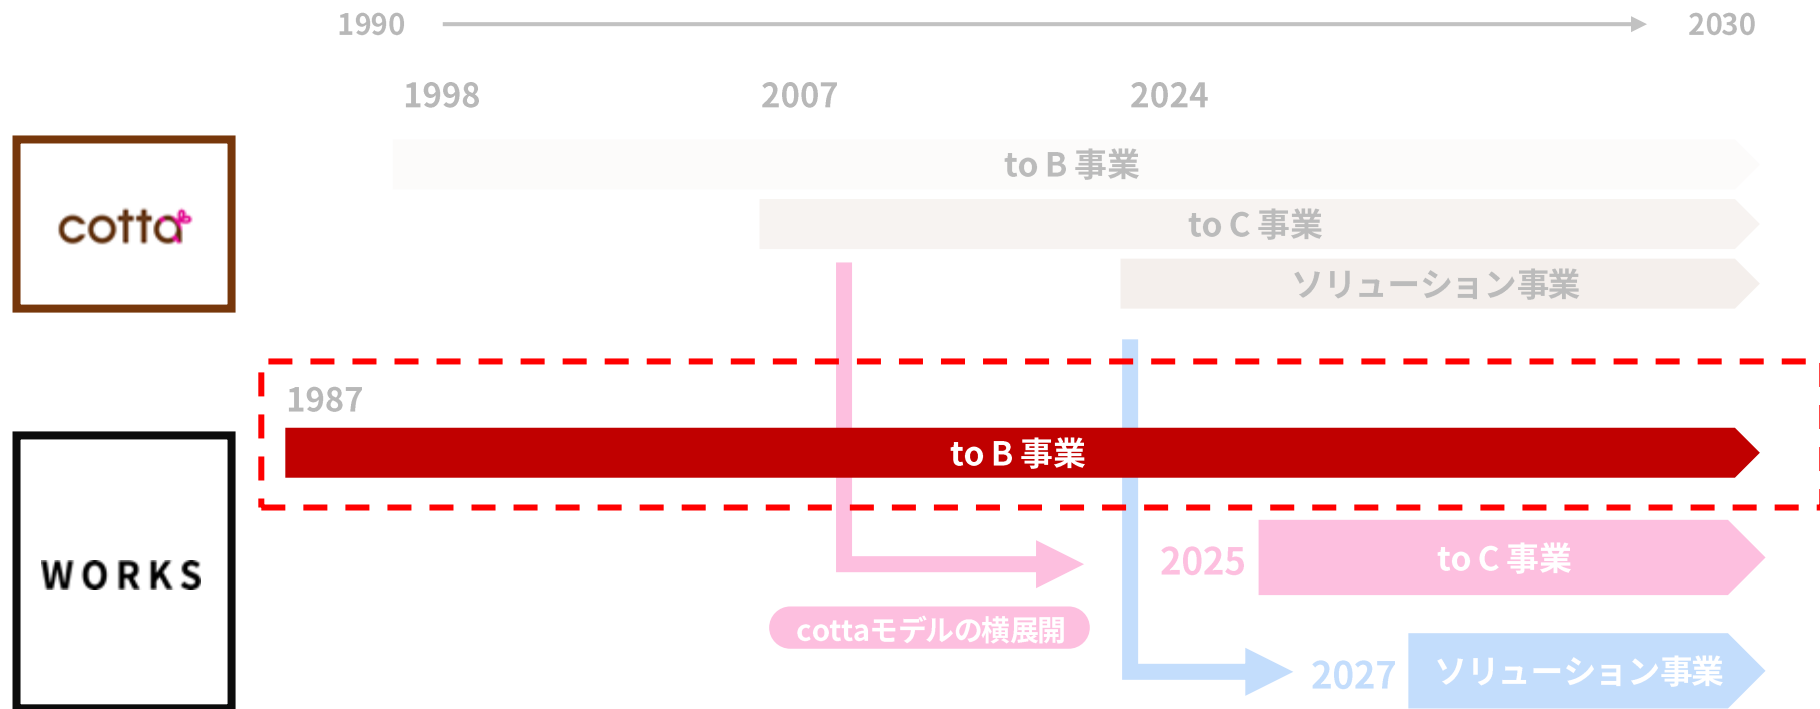 1990 2030
1998 2007 2024
to B 事業
cotta
to C 事業
ソリューション事業
1987
to B 事業
WORKS
2025 to C 事業
cottaモデルの横展開
2027 ソリューション事業